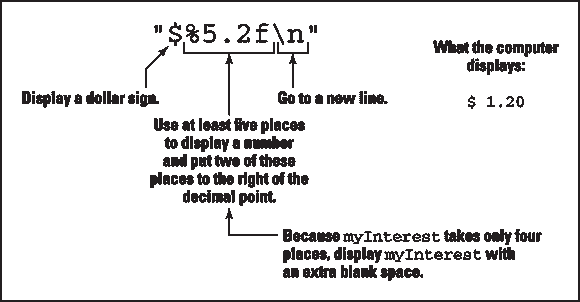 "$%5.2f\n"
What the computer
displays:
$ 1.20
Display a dollar sign.
Go to a new line.
Use at least five places
to display a number
and put two of these
places to the right of the
decimal point.
Because myInterest takes only four
places, display myInterest with
an extra blank space.